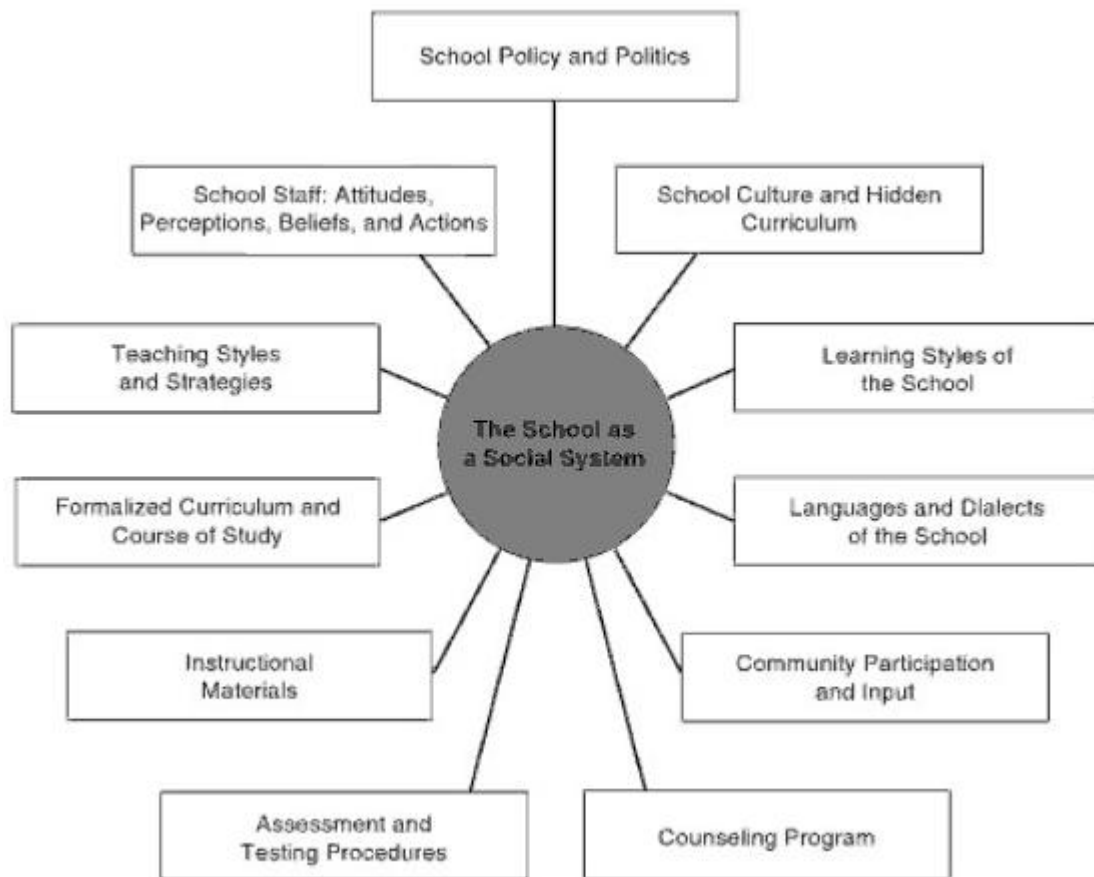 School Policy and Politics
School Staff: Attitudes,
Perceptions, Beliefs, and Actions
School Culture and Hidden
Curriculum
Teaching Styles
and Strategies
Learning Styles of
the School
The School as
a Social System
Formalized Curriculum and
Course of Study
Languages and Dialects
of the School
Instructional
Materials
Community Participation
and Input
Assessment and
Testing Procedures
Counseling Program